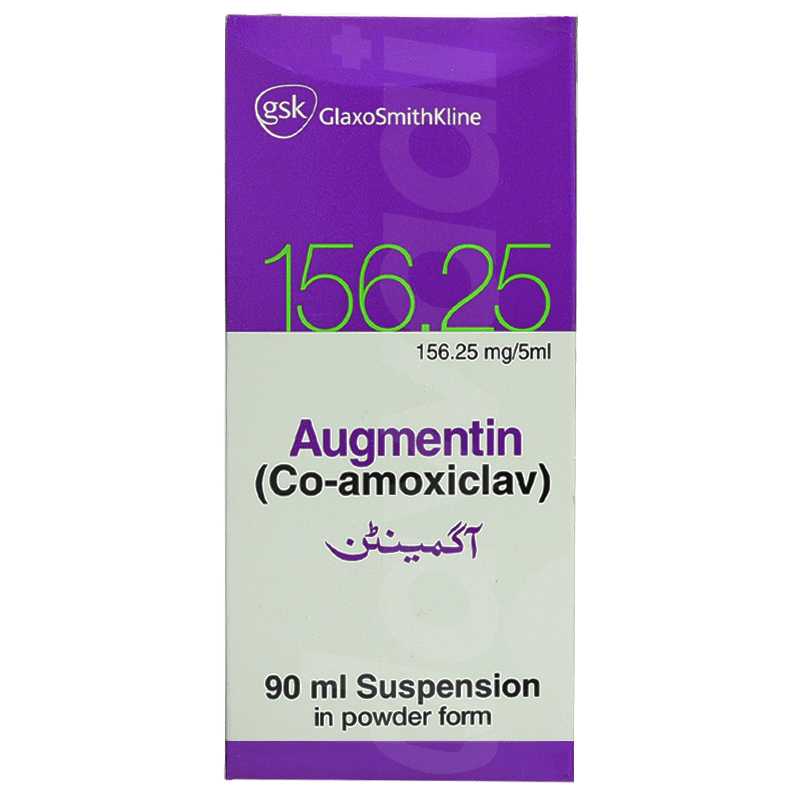 gsk GlaxoSmithKline
156.25
156.25 mg/5ml
Augmentin
(Co-amoxiclav)
آگمینٹن
90 ml Suspension
in powder form